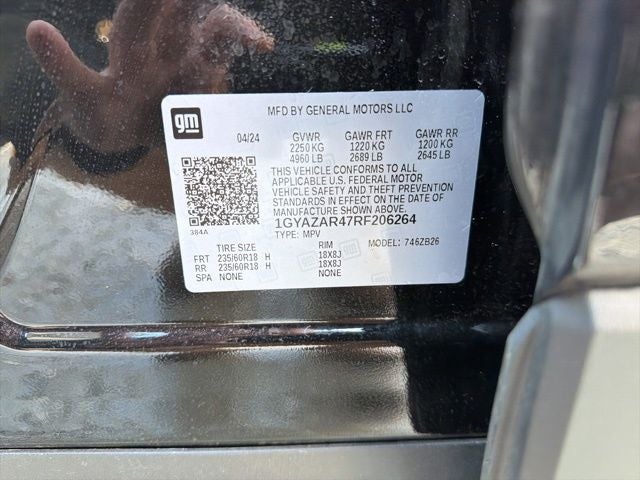 MFD BY GENERAL MOTORS LLC
gm
04/24 GVWR GAWR FRT GAWR RR
2250 KG 1220 KG 1200 KG
4960 LB 2689 LB 2645 LB
THIS VEHICLE CONFORMS TO ALL
APPLICABLE U.S. FEDERAL MOTOR
VEHICLE SAFETY AND THEFT PREVENTION
STANDARDS IN EFFECT ON THE DATE OF
MANUFACTURE SHOWN ABOVE.
1GYAZAR47RF206264
384A
TYPE: MPV MODEL: 746ZB26
TIRE SIZE RIM
FRT 235/60R18 H 18X8J
RR 235/60R18 H 18X8J
SPA NONE NONE